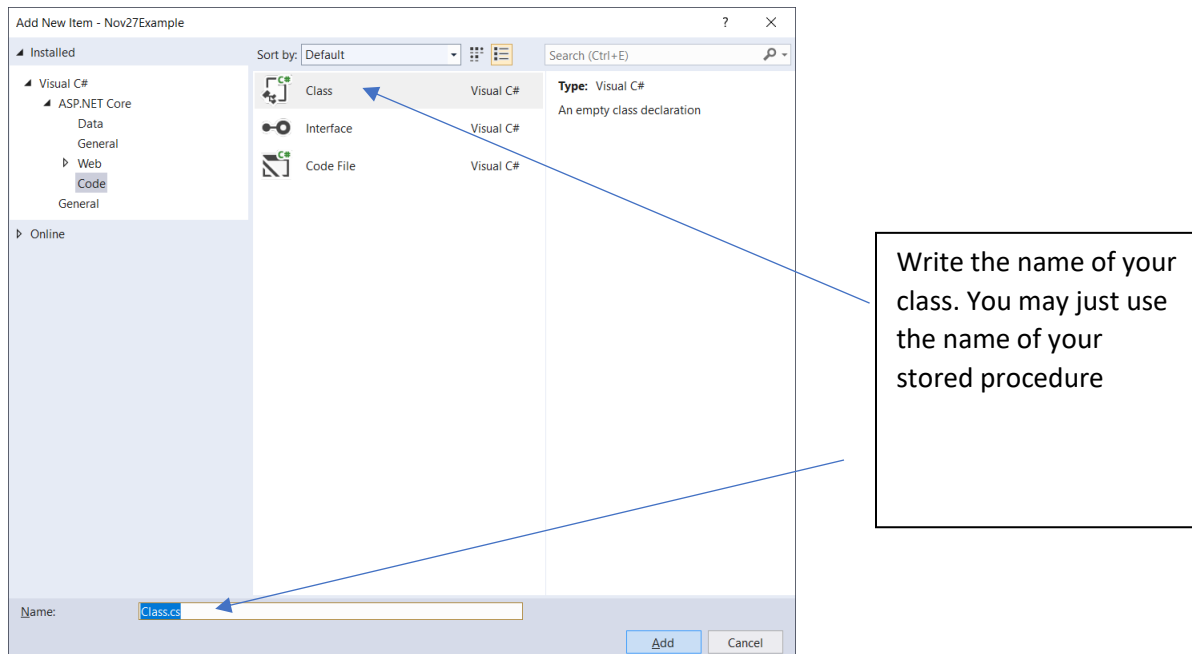 Add New Item - Nov27Example ? ×
Installed
Sort by: Default
Search (Ctrl+E)
Visual C#
ASP.NET Core
Data
General
Web
Code
General
Online
C# Class Visual C#
Interface Visual C#
C# Code File Visual C#
Type: Visual C#
An empty class declaration
Write the name of your
class. You may just use
the name of your
stored procedure
Name: Class.cs
Add Cancel